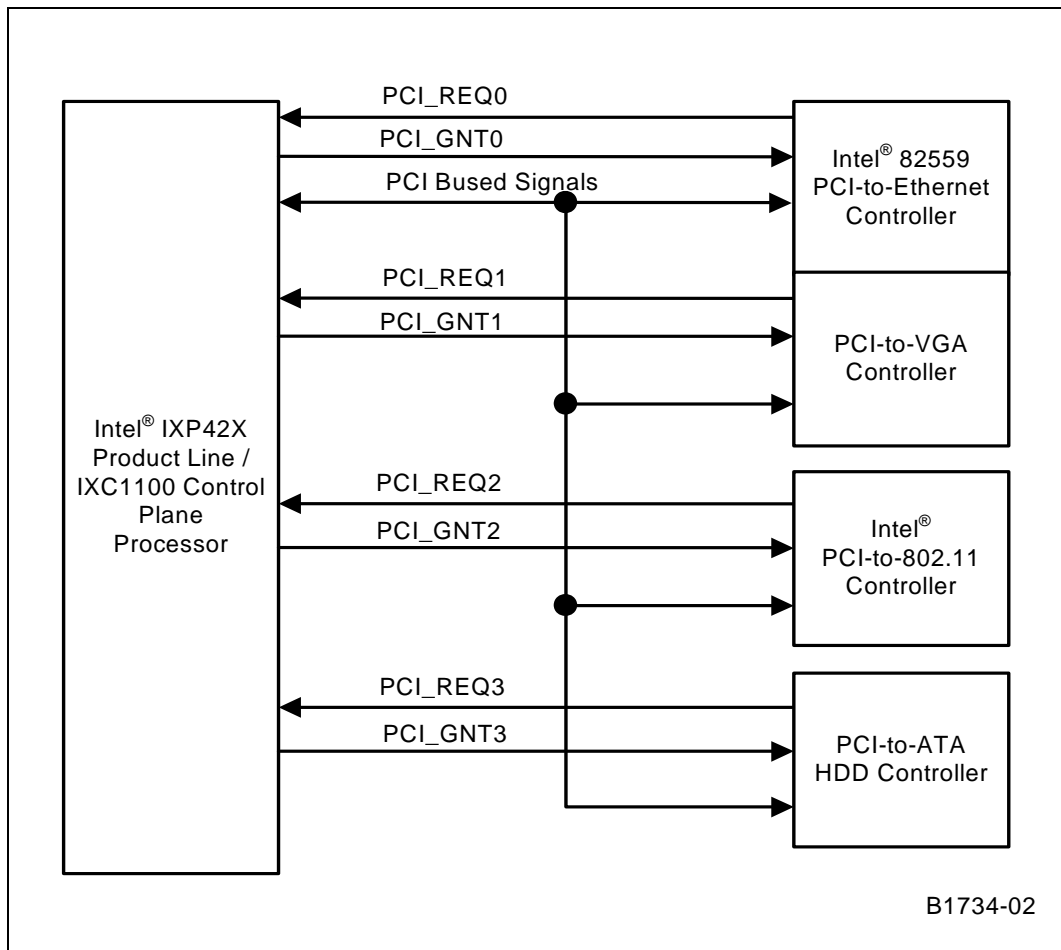 PCI_REQ0
PCI_GNT0
PCI Bused Signals
Intel® 82559
PCI-to-Ethernet
Controller
PCI_REQ1
PCI_GNT1
PCI-to-VGA
Controller
Intel® IXP42X
Product Line /
IXC1100 Control
Plane
Processor
PCI_REQ2
PCI_GNT2
Intel®
PCI-to-802.11
Controller
PCI_REQ3
PCI_GNT3
PCI-to-ATA
HDD Controller
B1734-02